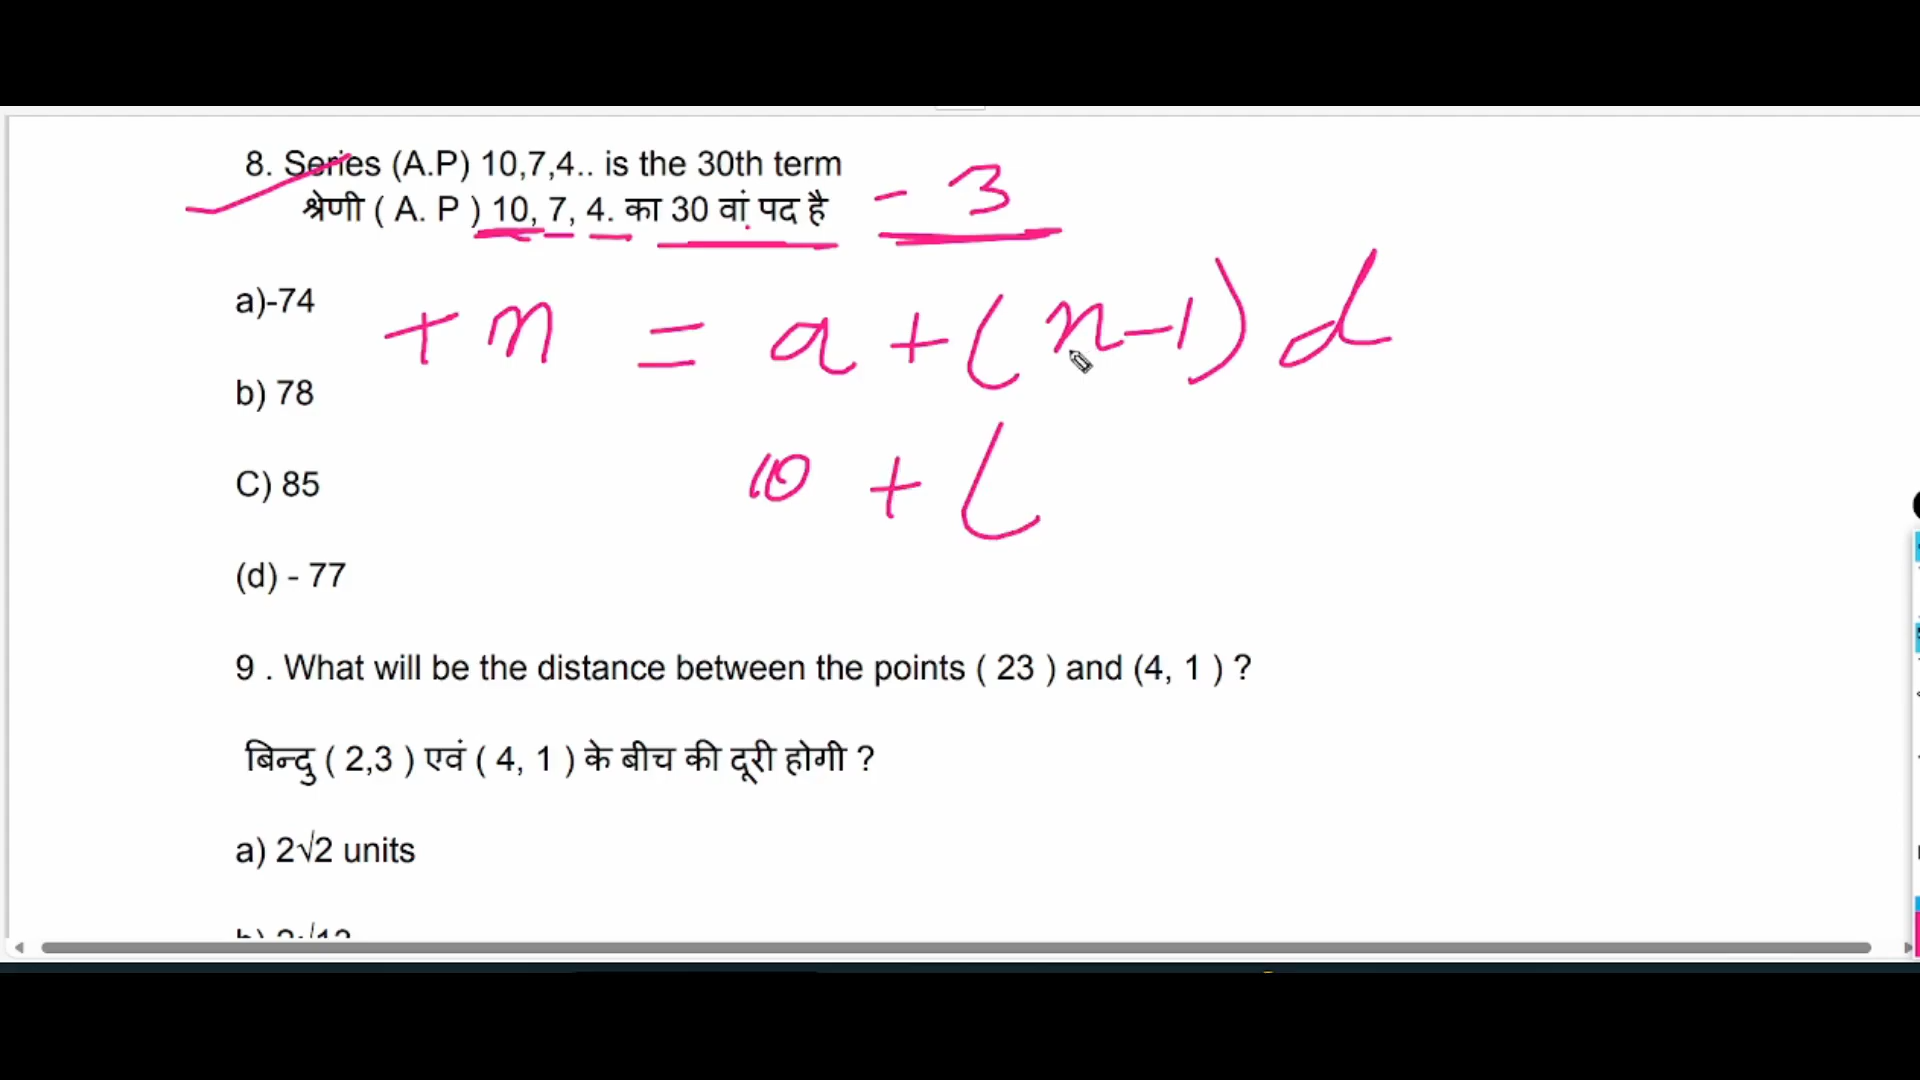 8. Series (A.P) 10,7,4.. is the 30th term
श्रेणी ( A. P ) 10, 7, 4. का 30 वां पद है
- 3
a)-74
tn = a + (n-1) d
b) 78
10 + (
C) 85
(d) - 77
9 . What will be the distance between the points ( 23 ) and (4, 1 ) ?
बिन्दु ( 2,3 ) एवं ( 4, 1 ) के बीच की दूरी होगी ?
a) 2√2 units